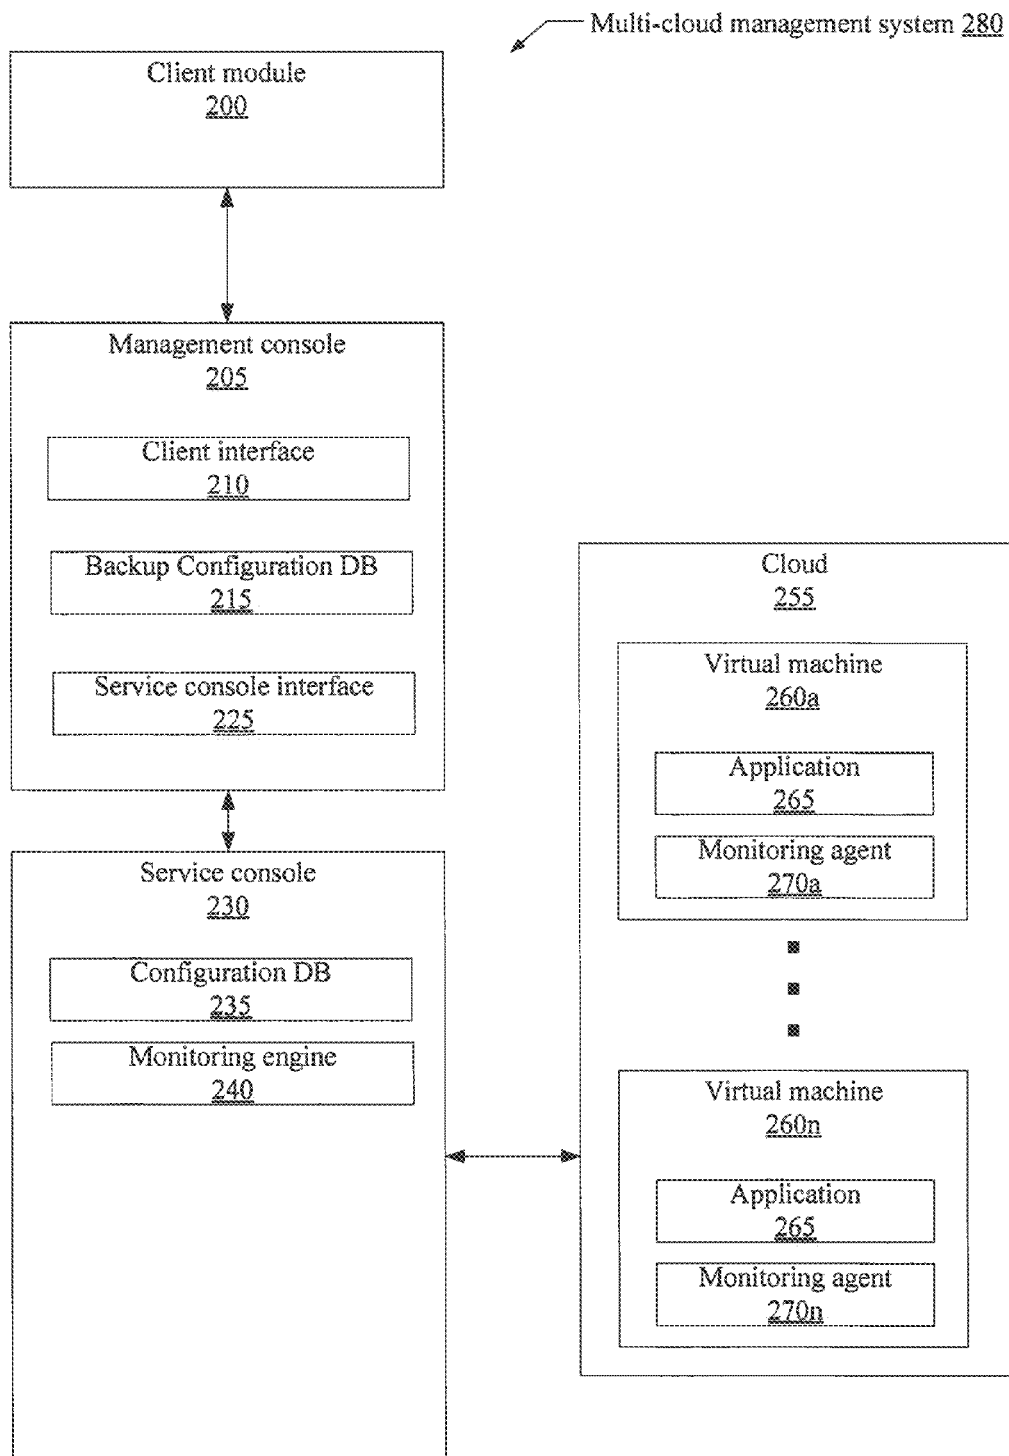 Multi-cloud management system 280
Client module
200
Management console
205
Client interface
210
Backup Configuration DB
215
Service console interface
225
Service console
230
Configuration DB
235
Monitoring engine
240
Cloud
255
Virtual machine
260a
Application
265
Monitoring agent
270a
Virtual machine
260n
Application
265
Monitoring agent
270n